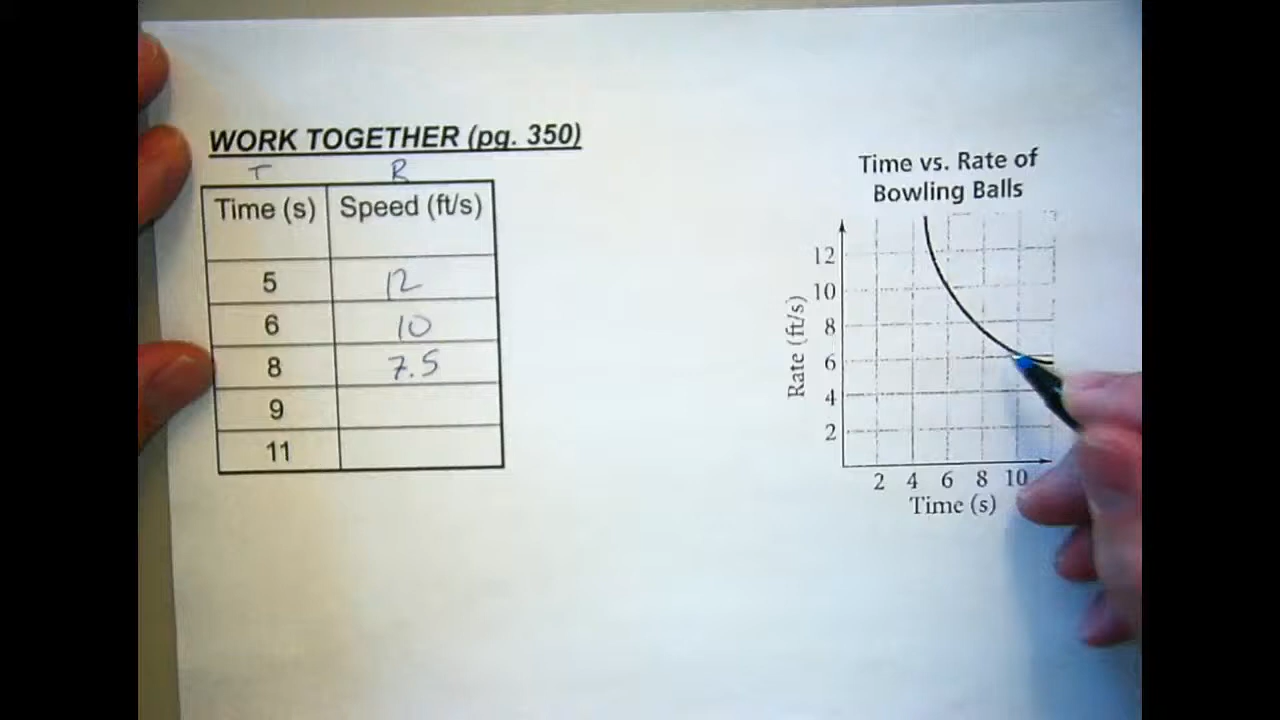 WORK TOGETHER (pg. 350)
T R
Time (s) Speed (ft/s)
5 12
6 10
8 7.5
9
11
Time vs. Rate of
Bowling Balls
Rate (ft/s)
12
10
8
6
4
2
2 4 6 8 10
Time (s)